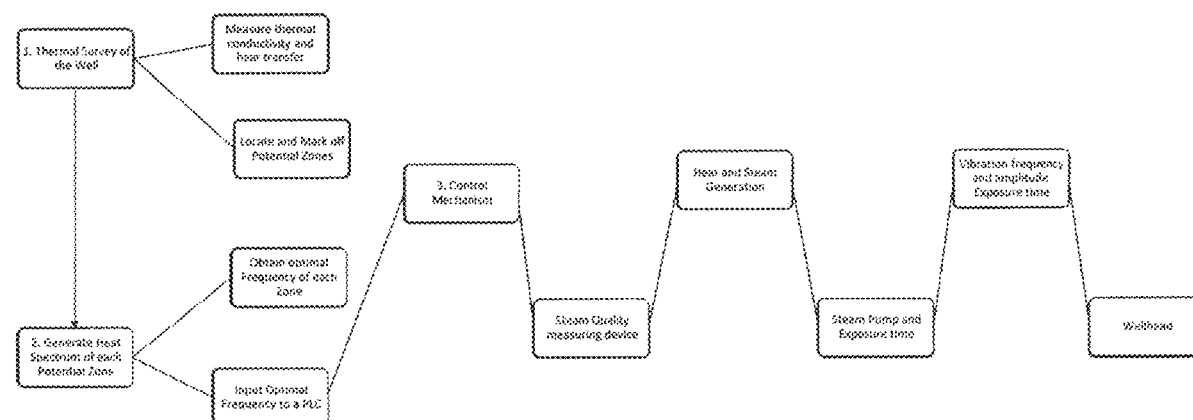 1. Thermal Survey of
the Well
Measure thermal
conductivity and
heat transfer
Locate and Mark off
Potential Zones
2. Generate Heat
Spectrum of each
Potential Zone
Obtain optimal
Frequency of each
Zone
Input Optimal
Frequency to a PLC
3. Control
Mechanism
Steam Quality
measuring device
Heat and Steam
Generation
Steam Pump and
Exposure time
Vibration frequency
and amplitude
Exposure time
Wellhead